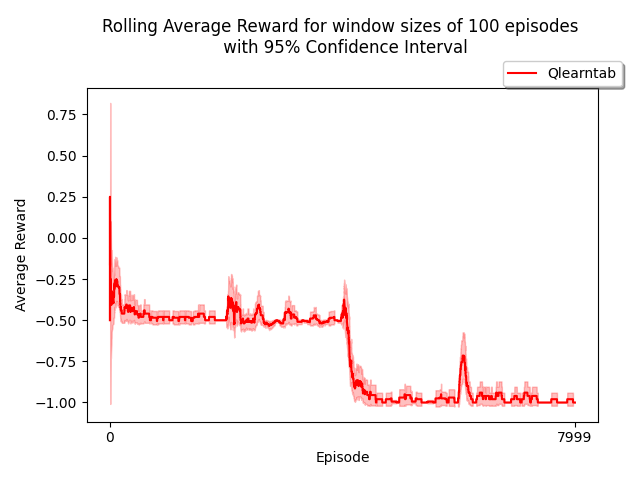 Rolling Average Reward for window sizes of 100 episodes
with 95% Confidence Interval
Qlearntab
0.75
0.50
0.25
0.00
−0.25
−0.50
−0.75
−1.00
Average Reward
0
7999
Episode